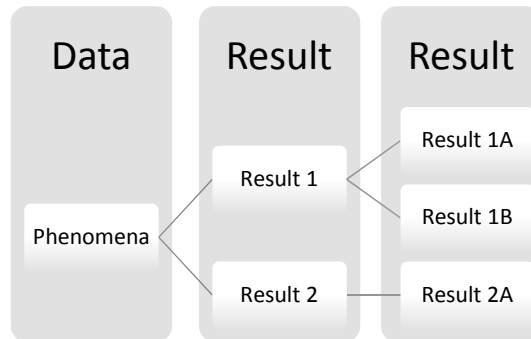 Data
Result
Result
Phenomena
Result 1
Result 2
Result 1A
Result 1B
Result 2A